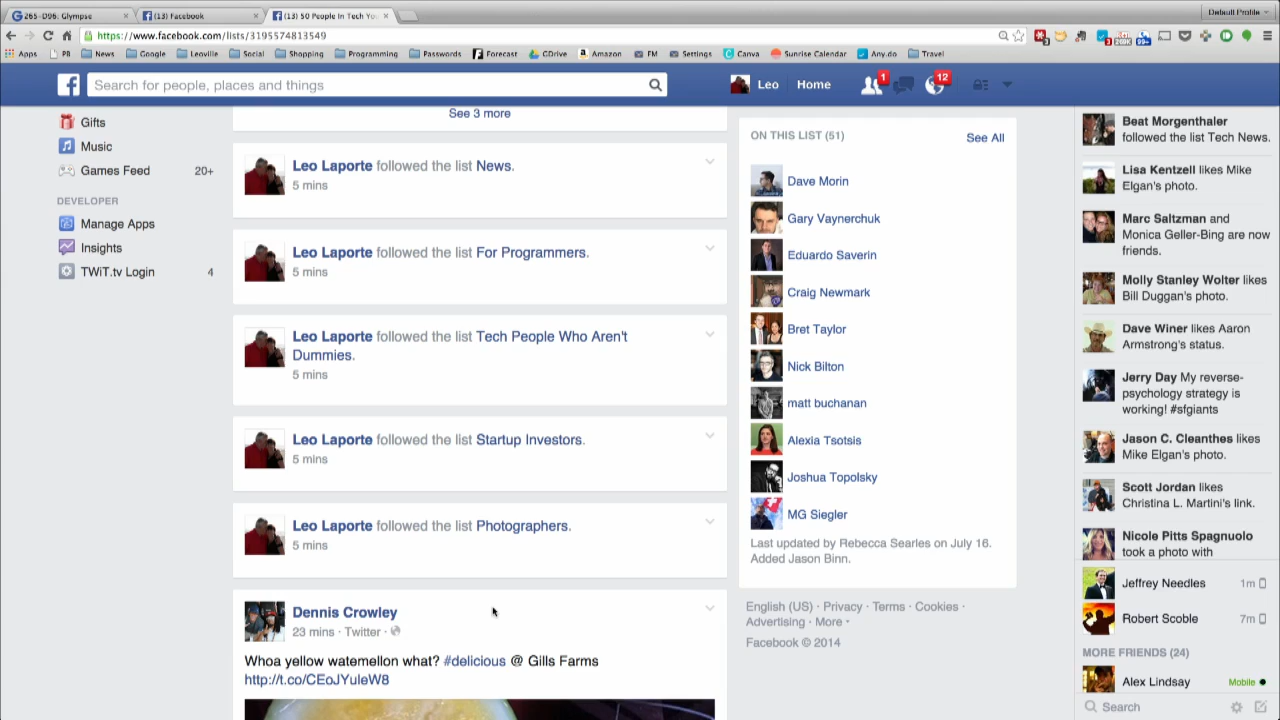 265-D96: Glympse
(13) Facebook
(13) 50 People In Tech Yo
Default Profile
https://www.facebook.com/lists/3195574813549
Apps
PR
News
Google
Leoville
Social
Shopping
Programming
Passwords
Forecast
GDrive
Amazon
FM
Settings
Canva
Sunrise Calendar
Any.do
Travel
Search for people, places and things
Leo
Home
1
12
Gifts
Music
Games Feed 20+
DEVELOPER
Manage Apps
Insights
TWiT.tv Login 4
See 3 more
Leo Laporte followed the list News.
5 mins
Leo Laporte followed the list For Programmers.
5 mins
Leo Laporte followed the list Tech People Who Aren't
Dummies.
5 mins
Leo Laporte followed the list Startup Investors.
5 mins
Leo Laporte followed the list Photographers.
5 mins
Dennis Crowley
23 mins · Twitter ·
Whoa yellow watemellon what? #delicious @ Gills Farms
http://t.co/CEoJYuleW8
ON THIS LIST (51)
See All
Dave Morin
Gary Vaynerchuk
Eduardo Saverin
Craig Newmark
Bret Taylor
Nick Bilton
matt buchanan
Alexia Tsotsis
Joshua Topolsky
MG Siegler
Last updated by Rebecca Searles on July 16.
Added Jason Binn.
English (US) · Privacy · Terms · Cookies ·
Advertising · More
Facebook © 2014
Beat Morgenthaler
followed the list Tech News.
Lisa Kentzell likes Mike
Elgan's photo.
Marc Saltzman and
Monica Geller-Bing are now
friends.
Molly Stanley Wolter likes
Bill Duggan's photo.
Dave Winer likes Aaron
Armstrong's status.
Jerry Day My reverse-
psychology strategy is
working! #sfgiants
Jason C. Cleanthes likes
Mike Elgan's photo.
Scott Jordan likes
Christina L. Martini's link.
Nicole Pitts Spagnuolo
took a photo with
Jeffrey Needles 1m
Robert Scoble 7m
MORE FRIENDS (24)
Alex Lindsay Mobile
Search